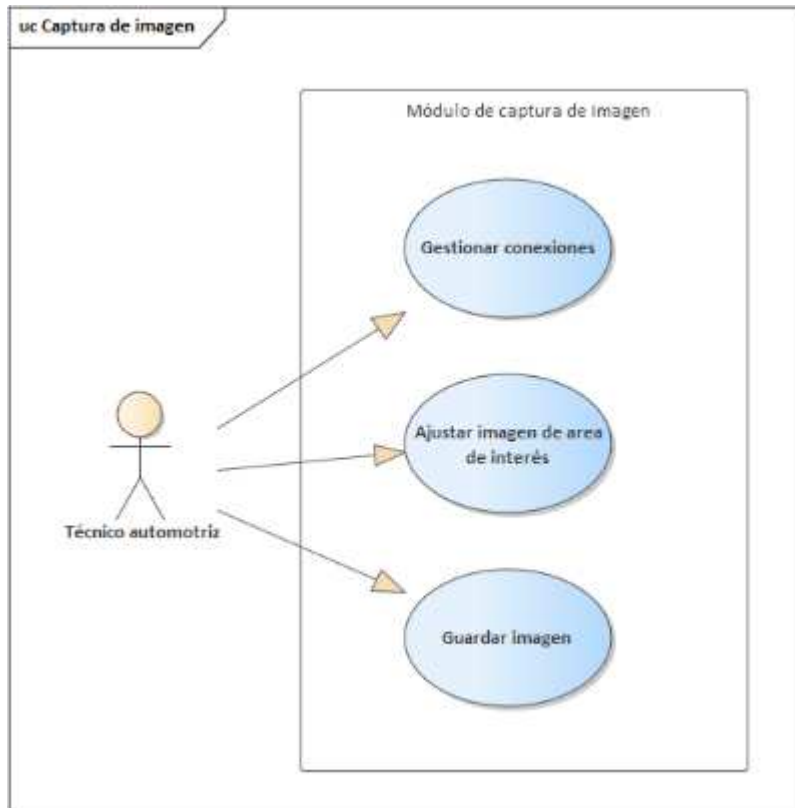 uc Captura de imagen
Módulo de captura de Imagen
Gestionar conexiones
Ajustar imagen de area
de interés
Técnico automotriz
Guardar imagen